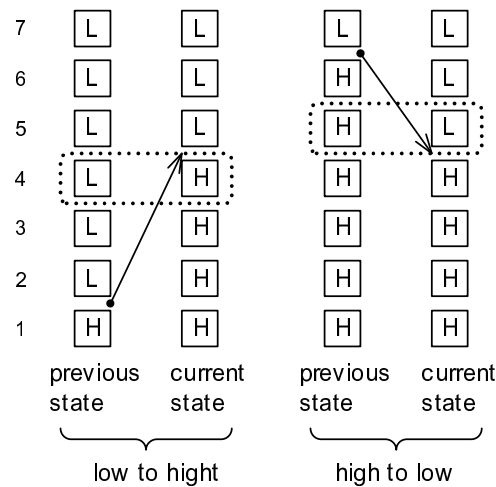 7 L L L L
6 L L H L
5 L L H L
4 L H H H
3 L H H H
2 L H H H
1 H H H H
previous current previous current
state state state state
low to hight high to low